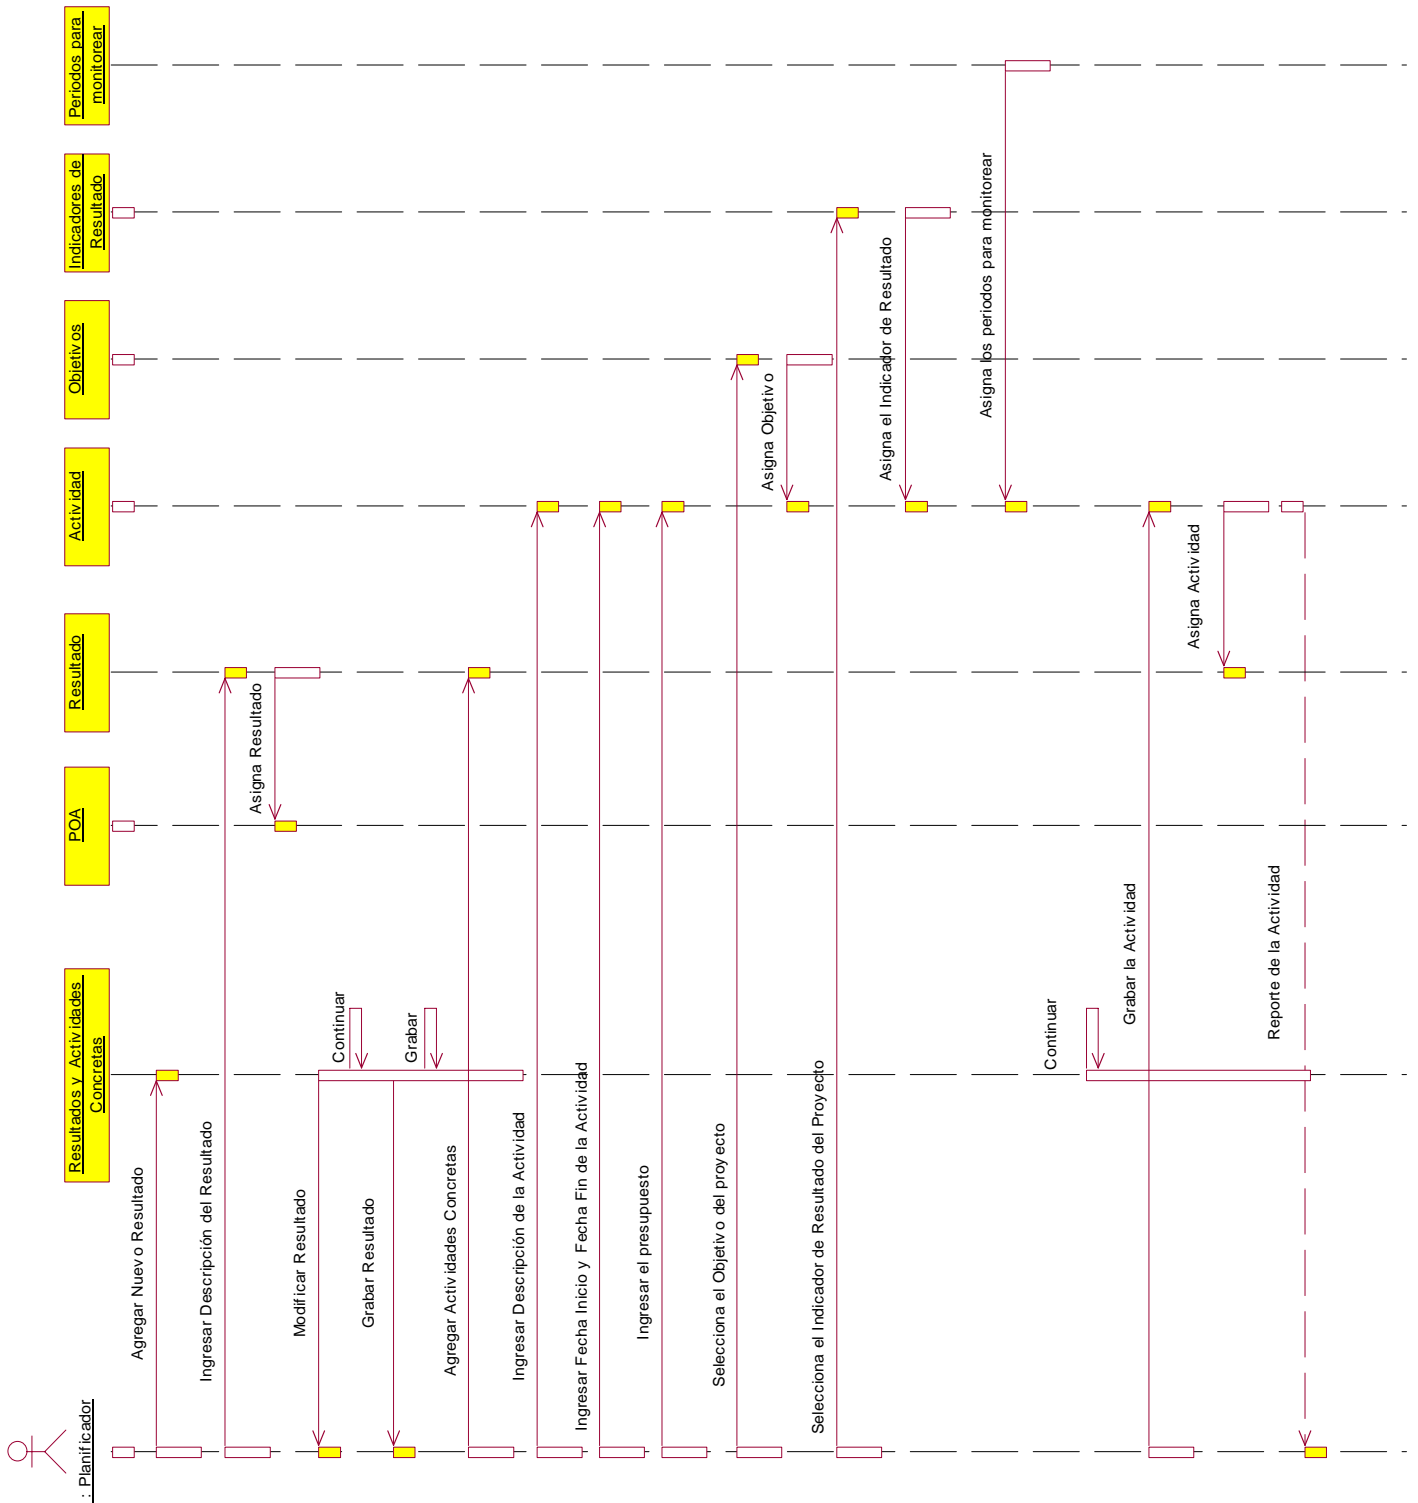 : Planificador
Resultados y Actividades
Concretas
POA
Resultado
Actividad
Objetivos
Indicadores de
Resultado
Periodos para
monitorear
Agregar Nuevo Resultado
Ingresar Descripción del Resultado
Asigna Resultado
Modificar Resultado
Continuar
Grabar Resultado
Grabar
Agregar Actividades Concretas
Ingresar Descripción de la Actividad
Ingresar Fecha Inicio y Fecha Fin de la Actividad
Ingresar el presupuesto
Selecciona el Objetivo del proyecto
Asigna Objetivo
Selecciona el Indicador de Resultado del Proyecto
Asigna el Indicador de Resultado
Asigna los periodos para monitorear
Continuar
Grabar la Actividad
Asigna Actividad
Reporte de la Actividad